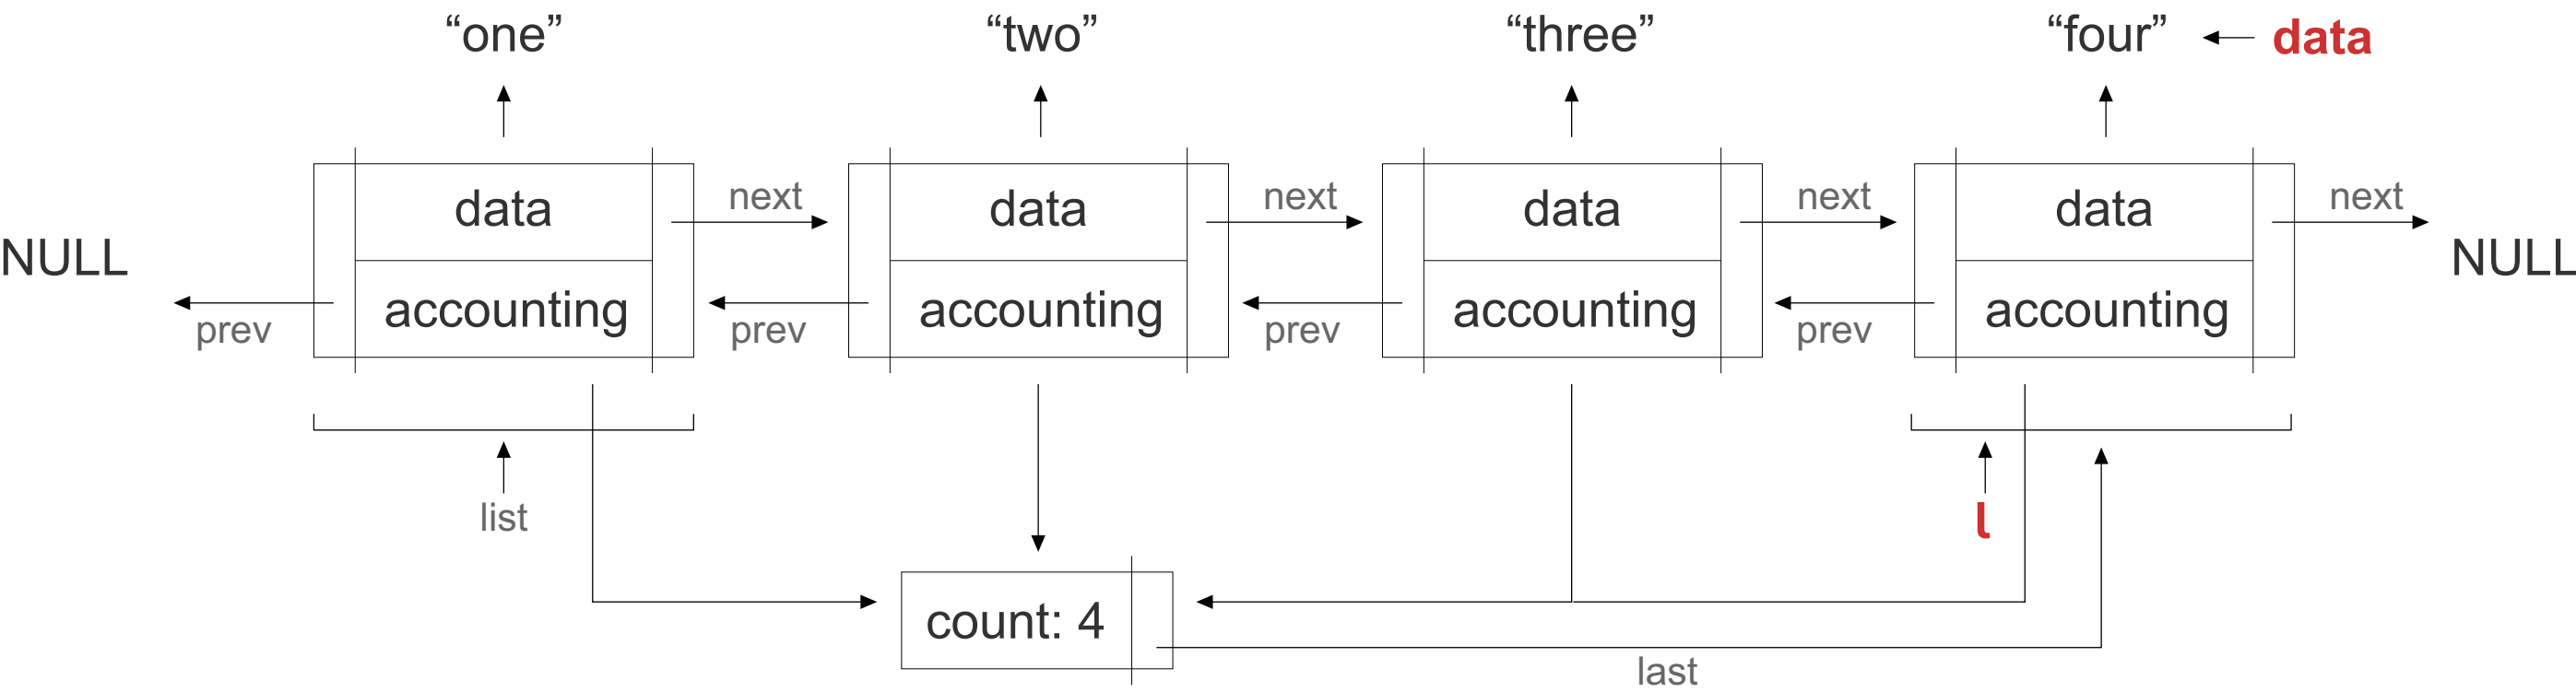 “one” “two” “three” “four” data
data next data next data next data next
NULL NULL
prev accounting prev accounting prev accounting prev accounting
list l
count: 4
last